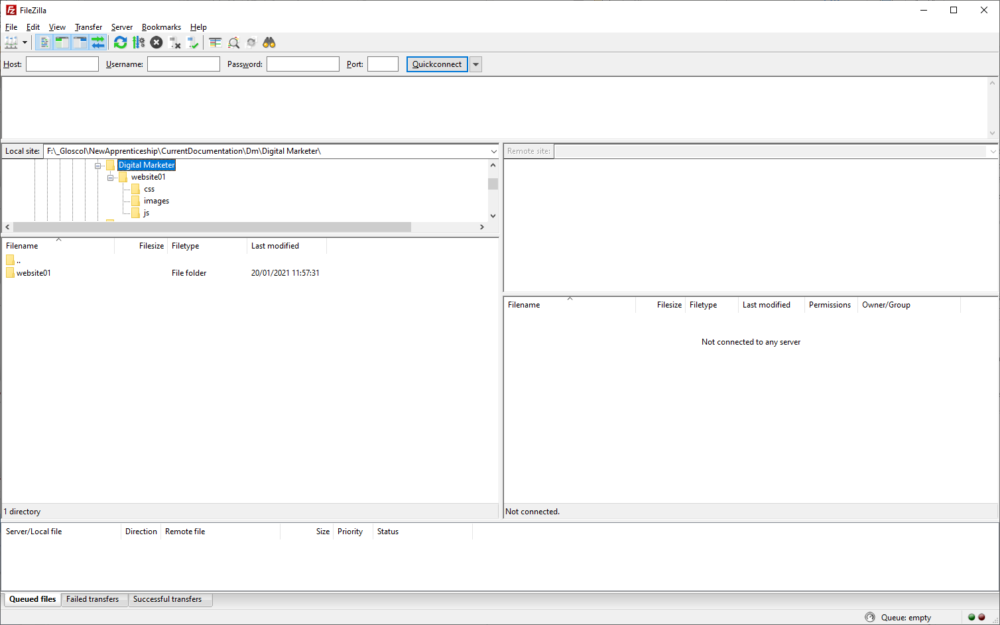 FileZilla
File Edit View Transfer Server Bookmarks Help
Host: Username: Password: Port: Quickconnect
Local site: F:\_Gloscol\NewApprenticeship\CurrentDocumentation\Dm\Digital Marketer\
Digital Marketer
website01
css
images
js
Filename Filesize Filetype Last modified
..
website01 File folder 20/01/2021 11:57:31
1 directory
Remote site:
Filename Filesize Filetype Last modified Permissions Owner/Group
Not connected to any server
Not connected.
Server/Local file Direction Remote file Size Priority Status
Queued files Failed transfers Successful transfers
Queue: empty